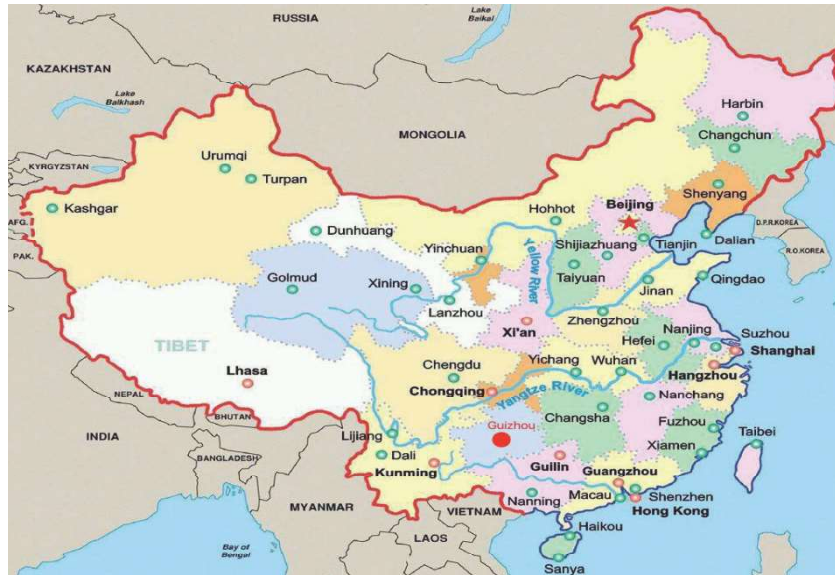 RUSSIA
Lake
Baikal
KAZAKHSTAN
Lake
Balkhash
MONGOLIA
Harbin
Changchun
Urumqi
Turpan
KYRGYZSTAN
TAJIKISTAN
Kashgar
Shenyang
Beijing
Hohhot
AFG.
Dunhuang
D.P.R.KOREA
Yinchuan
Yellow River
Shijiazhuang
Tianjin
Dalian
R.O.KOREA
PAK.
Golmud
Xining
Taiyuan
Jinan
Qingdao
Lanzhou
Zhengzhou
Xi'an
Nanjing
Suzhou
TIBET
Hefei
Shanghai
Lhasa
Chengdu
Yichang
Wuhan
Hangzhou
Chongqing
Yangtze River
Nanchang
NEPAL
Changsha
BHUTAN
Guizhou
Fuzhou
INDIA
Lijiang
Taibei
Dali
Xiamen
BANGLADESH
Kunming
Guilin
Guangzhou
Nanning
Macau
Shenzhen
MYANMAR
VIETNAM
Hong Kong
Haikou
LAOS
Bay of
Bengal
Sanya